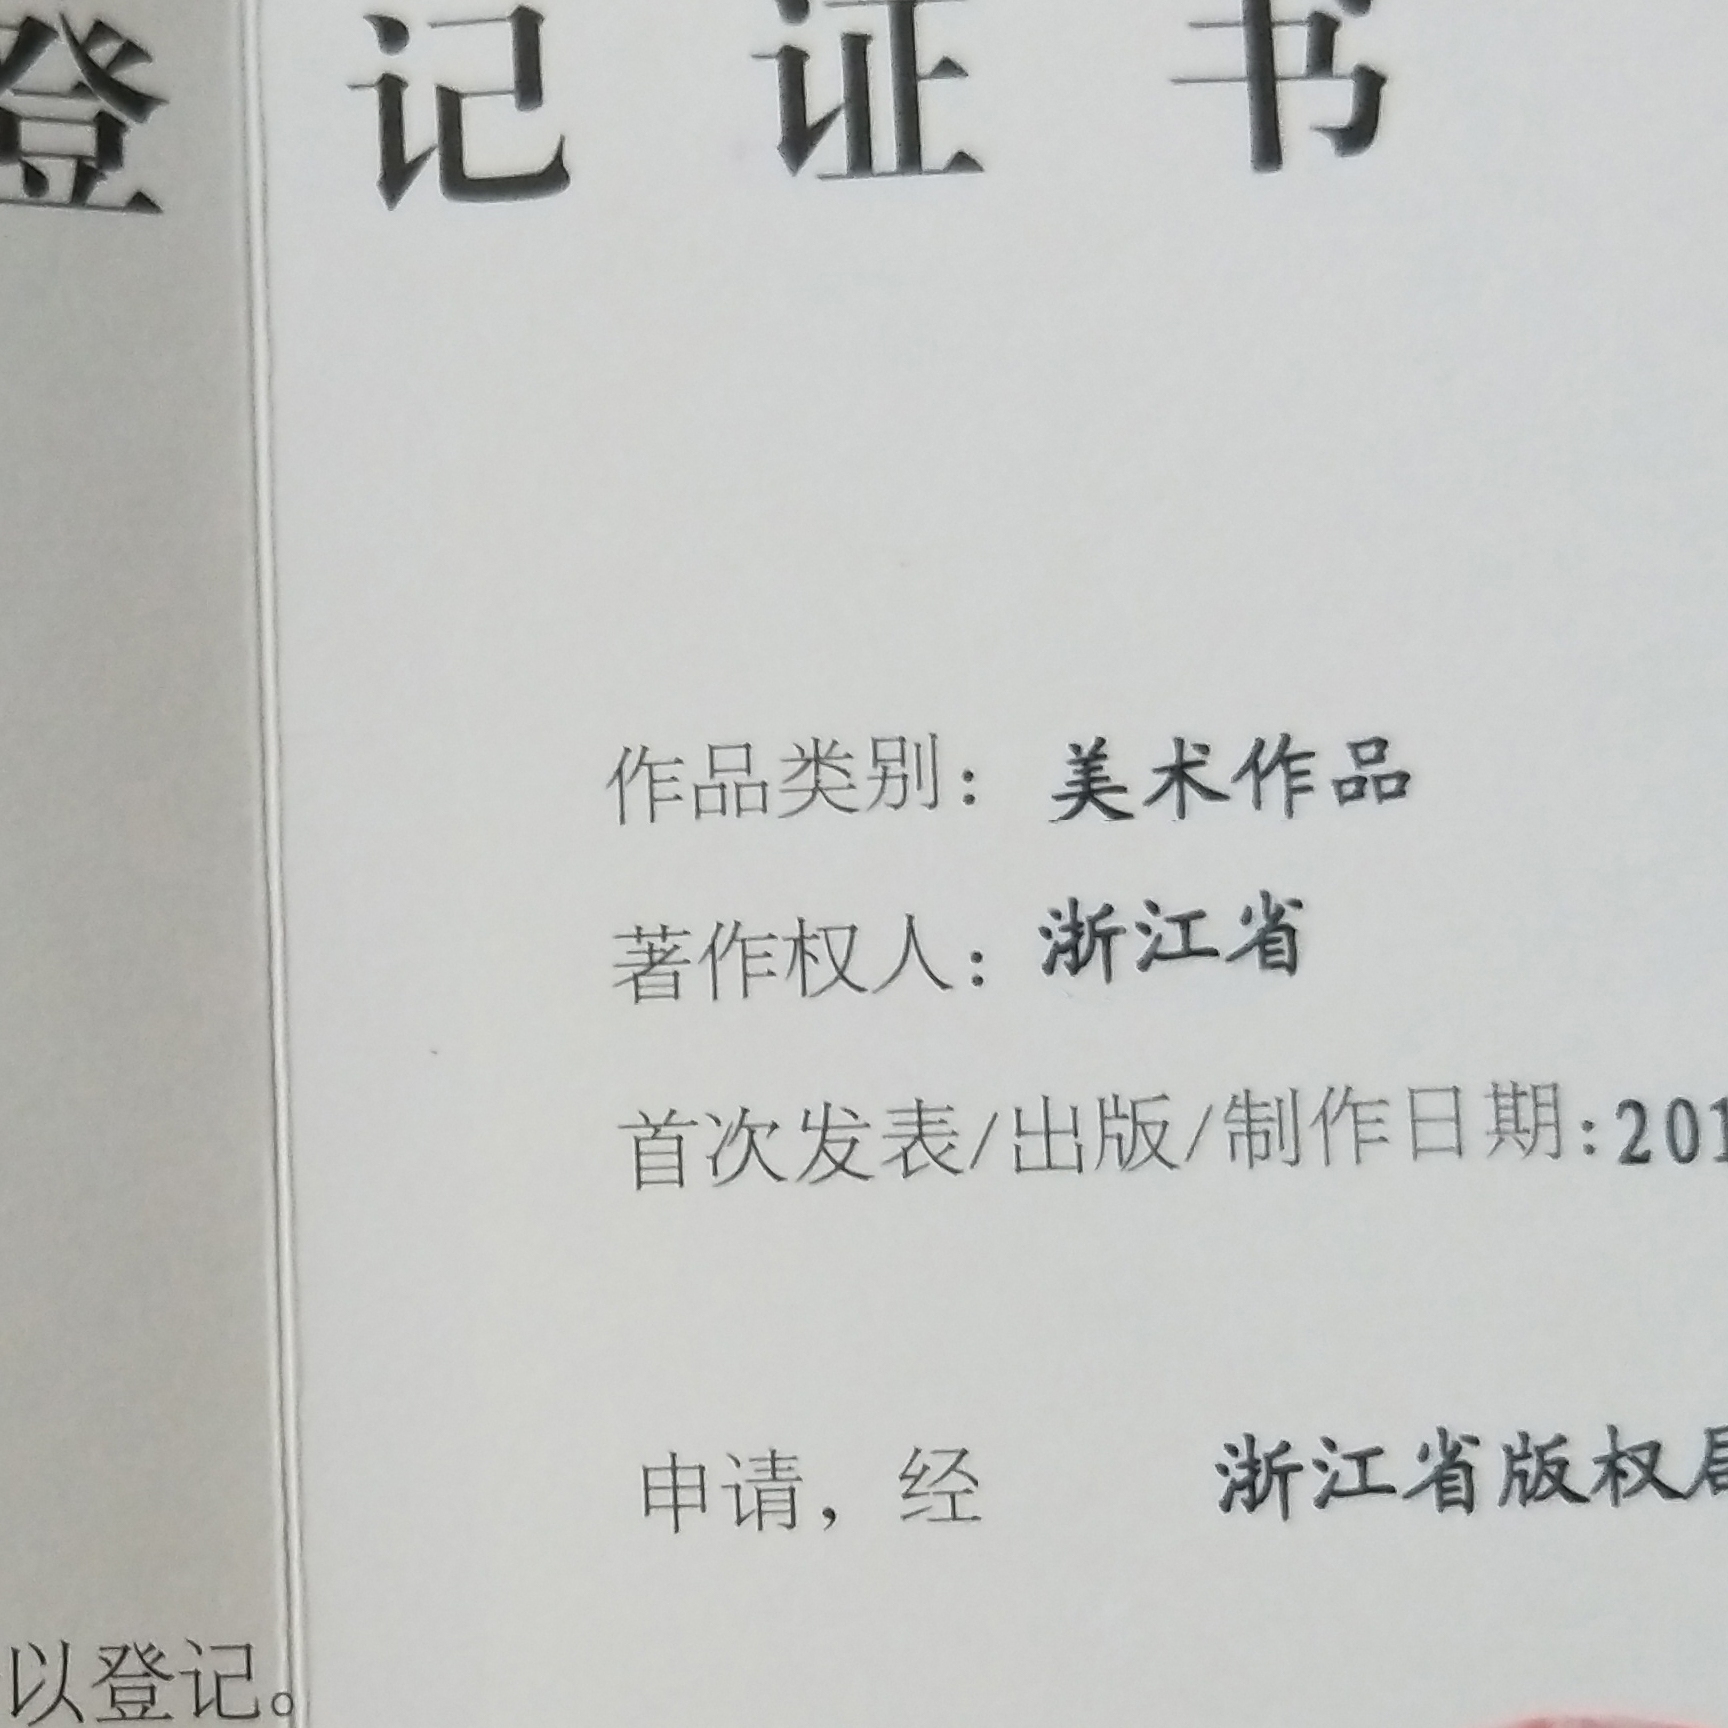 登记证书
作品类别：美术作品
著作权人：浙江省
首次发表/出版/制作日期:201
申请，经 浙江省版权局
以登记。